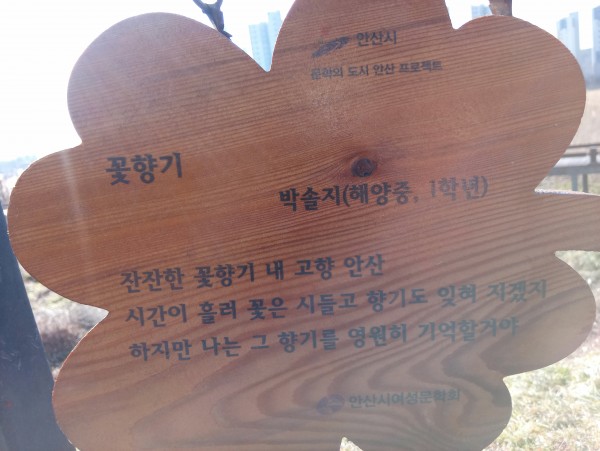 안산시
문학의 도시 안산 프로젝트
꽃향기
박솔지(해양중, 1학년)
잔잔한 꽃향기 내 고향 안산
시간이 흘러 꽃은 시들고 향기도 잊혀 지겠지
하지만 나는 그 향기를 영원히 기억할거야
안산시여성문학회